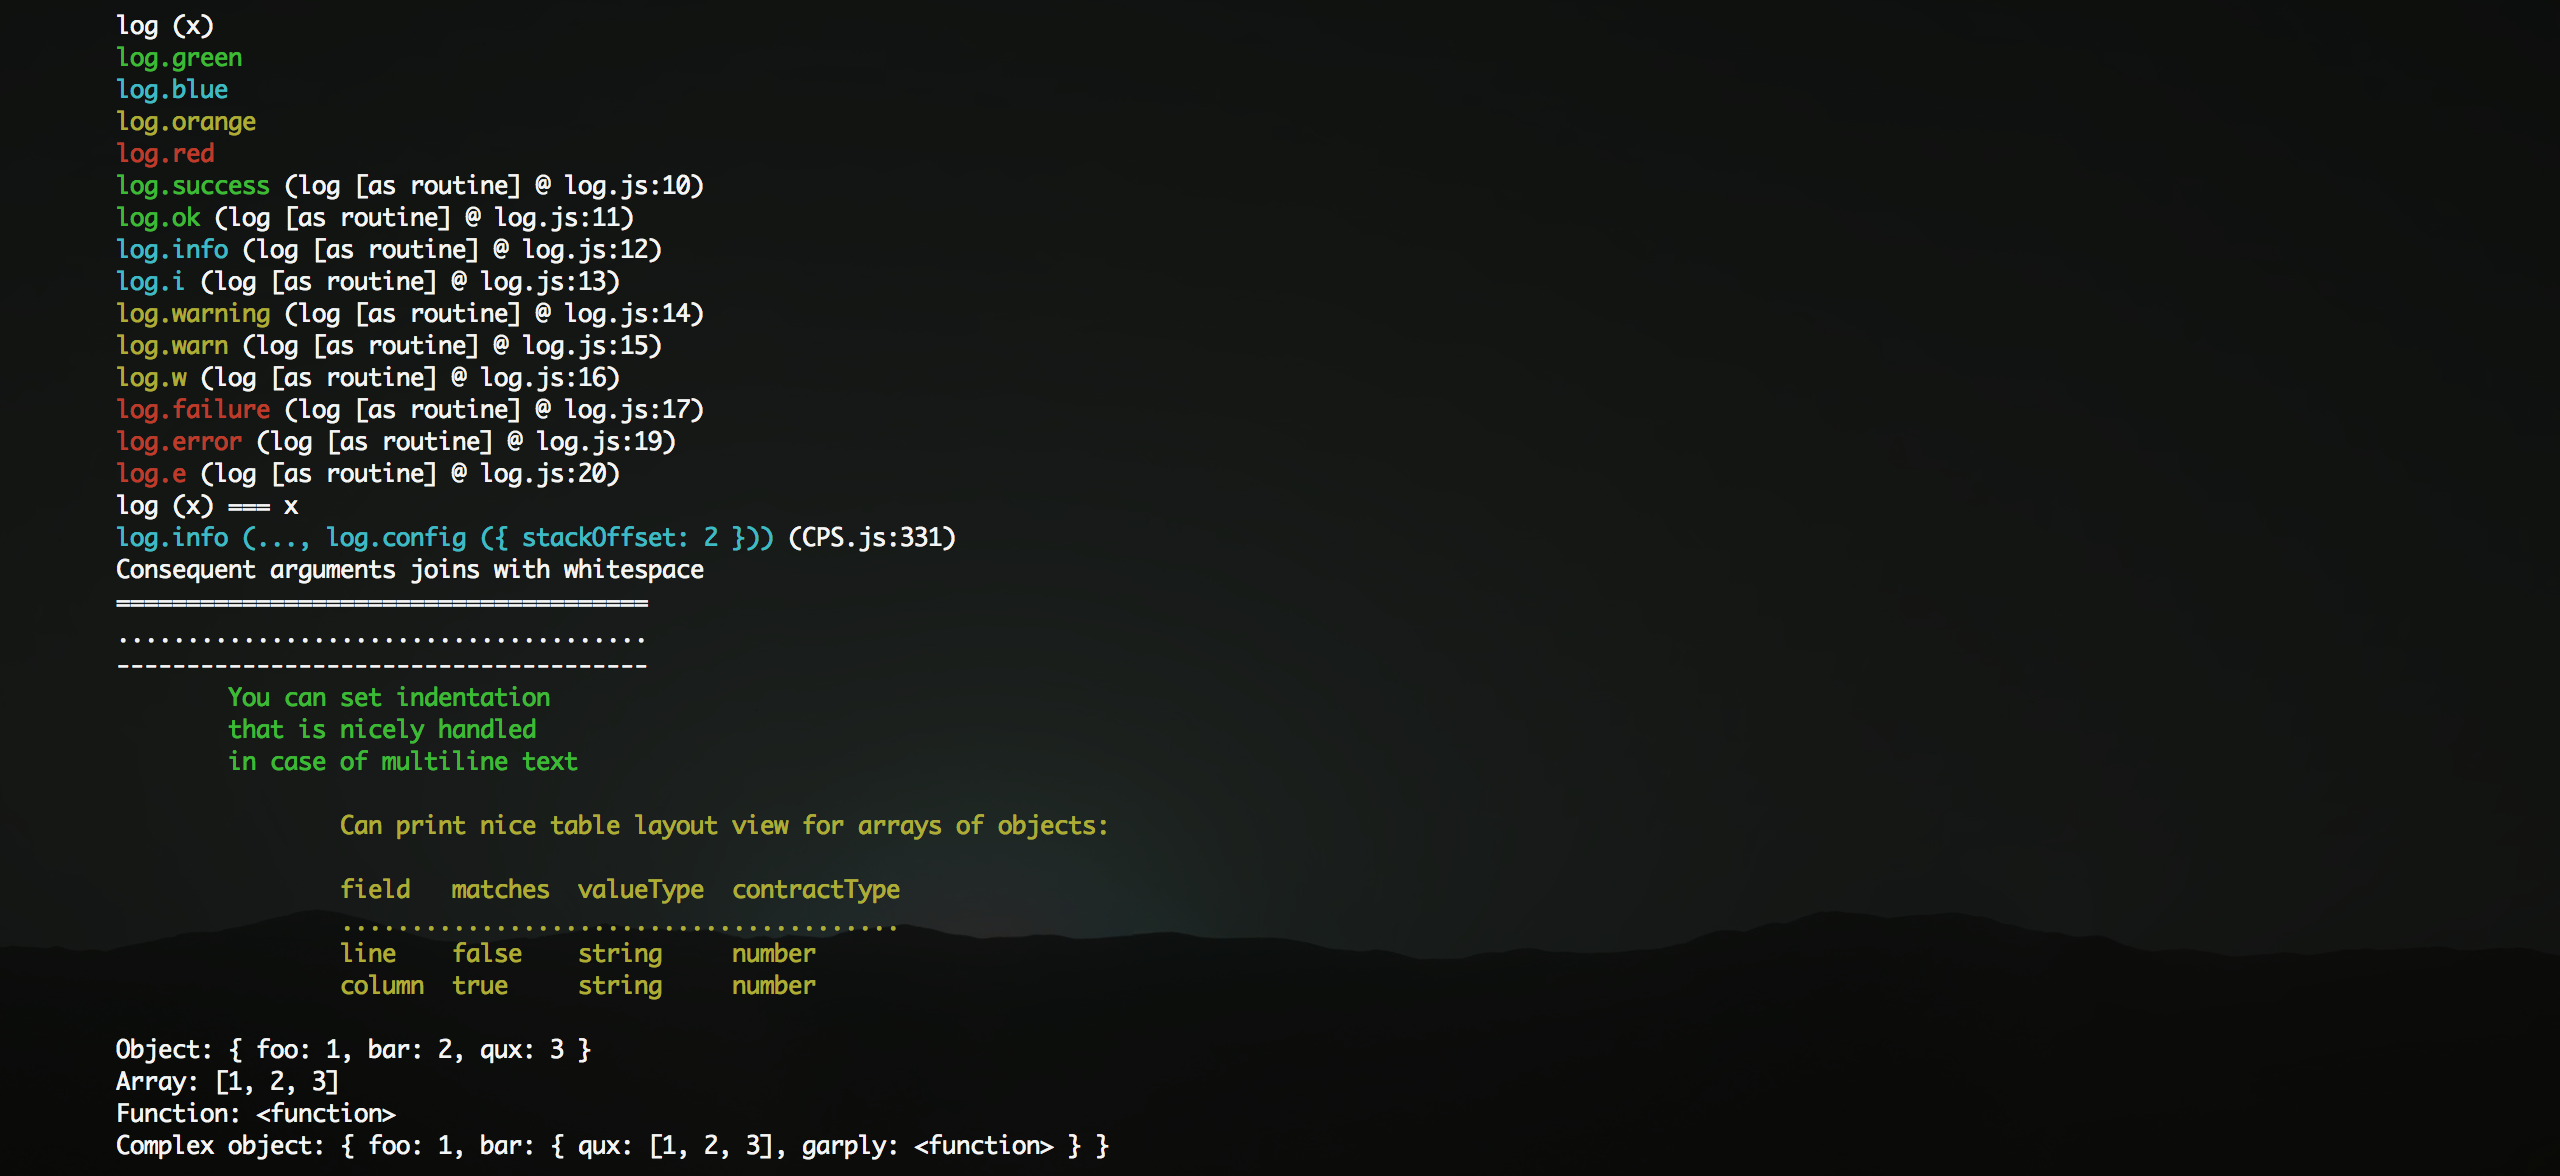 log (x)
log.green
log.blue
log.orange
log.red
log.success (log [as routine] @ log.js:10)
log.ok (log [as routine] @ log.js:11)
log.info (log [as routine] @ log.js:12)
log.i (log [as routine] @ log.js:13)
log.warning (log [as routine] @ log.js:14)
log.warn (log [as routine] @ log.js:15)
log.w (log [as routine] @ log.js:16)
log.failure (log [as routine] @ log.js:17)
log.error (log [as routine] @ log.js:19)
log.e (log [as routine] @ log.js:20)
log (x) === x
log.info (..., log.config ({ stackOffset: 2 })) (CPS.js:331)
Consequent arguments joins with whitespace
======================================
......................................
--------------------------------------
You can set indentation
that is nicely handled
in case of multiline text
Can print nice table layout view for arrays of objects:
field   matches  valueType  contractType
........................................
line    false    string     number
column  true     string     number
Object: { foo: 1, bar: 2, qux: 3 }
Array: [1, 2, 3]
Function: <function>
Complex object: { foo: 1, bar: { qux: [1, 2, 3], garply: <function> } }